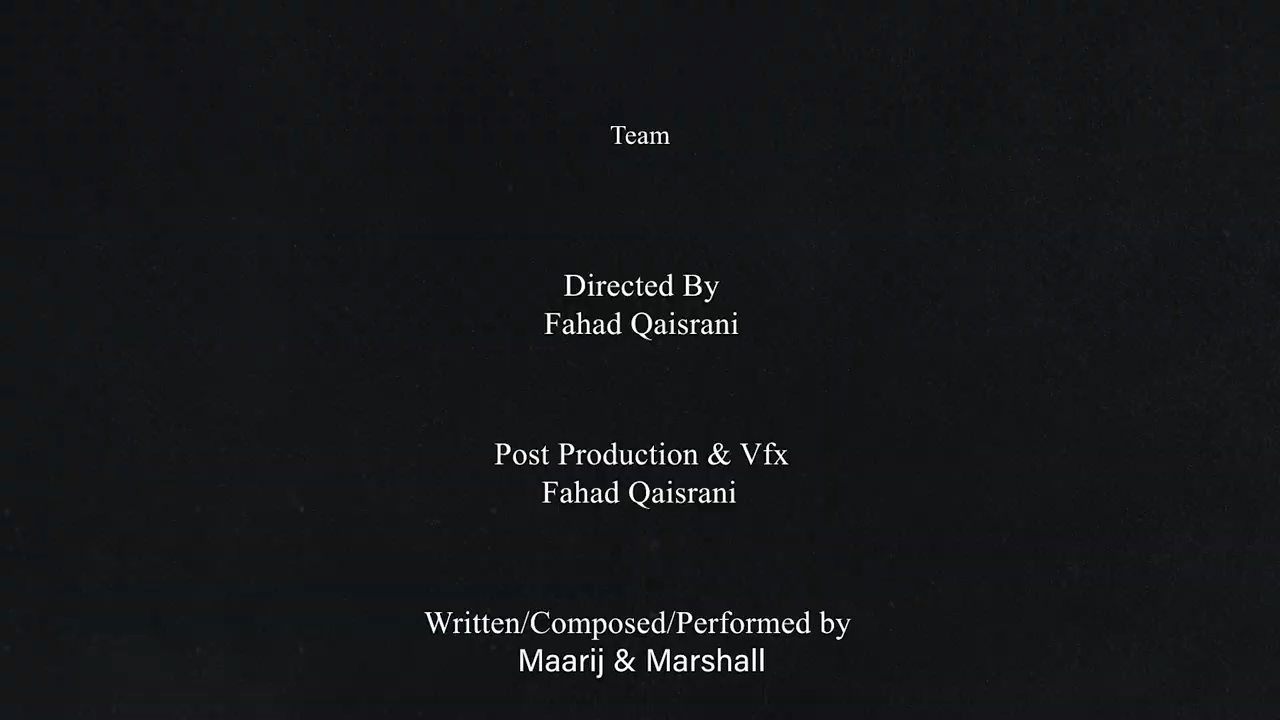 Team
Directed By
Fahad Qaisrani
Post Production & Vfx
Fahad Qaisrani
Written/Composed/Performed by
Maarij & Marshall